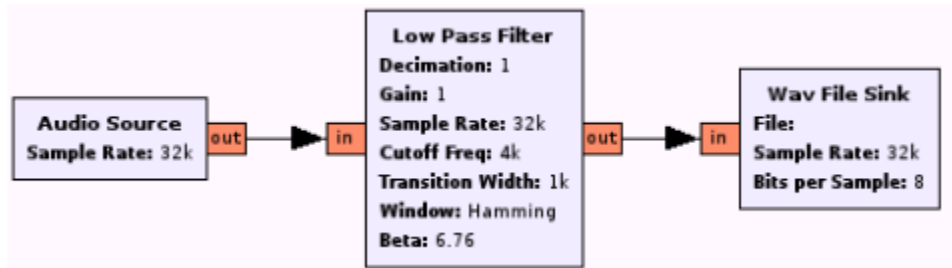 Audio Source
Sample Rate: 32k
out
in
Low Pass Filter
Decimation: 1
Gain: 1
Sample Rate: 32k
Cutoff Freq: 4k
Transition Width: 1k
Window: Hamming
Beta: 6.76
out
in
Wav File Sink
File:
Sample Rate: 32k
Bits per Sample: 8